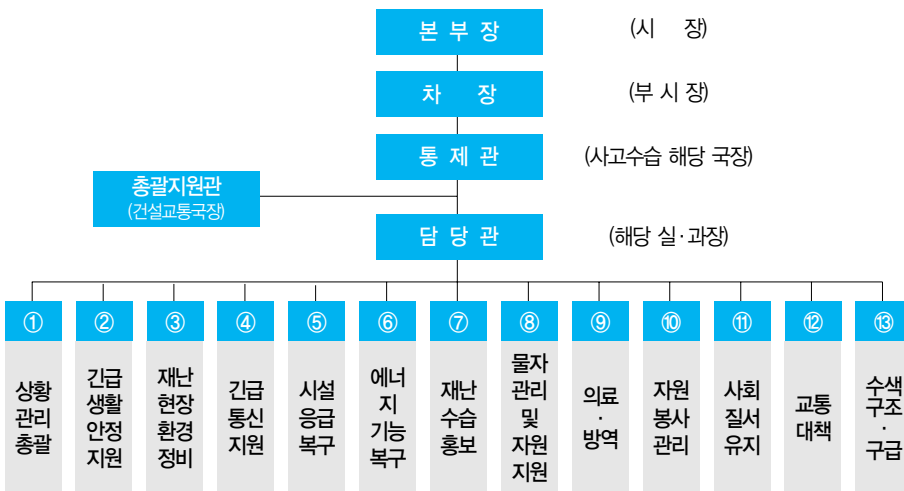 본 부 장 (시 장)
차 장 (부 시 장)
통 제 관 (사고수습 해당 국장)
총괄지원관
(건설교통국장)
담 당 관 (해당 실·과장)
① ② ③ ④ ⑤ ⑥ ⑦ ⑧ ⑨ ⑩ ⑪ ⑫ ⑬
상황
관리
총괄
긴급
생활
안정
지원
재난
현장
환경
정비
긴급
통신
지원
시설
응급
복구
에너
지
기능
복구
재난
수습
홍보
물자
관리
및
자원
지원
의료
·
방역
자원
봉사
관리
사회
질서
유지
교통
대책
수색
구조
·
구급